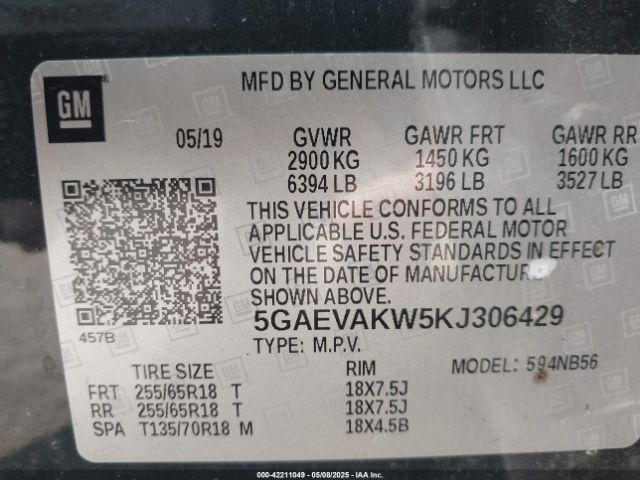 GM
MFD BY GENERAL MOTORS LLC
05/19 GVWR GAWR FRT GAWR RR
2900 KG 1450 KG 1600 KG
6394 LB 3196 LB 3527 LB
THIS VEHICLE CONFORMS TO ALL
APPLICABLE U.S. FEDERAL MOTOR
VEHICLE SAFETY STANDARDS IN EFFECT
ON THE DATE OF MANUFACTURE
SHOWN ABOVE.
457B
5GAEVAKW5KJ306429
TYPE: M.P.V. MODEL: 594NB56
TIRE SIZE RIM
FRT 255/65R18 T 18X7.5J
RR 255/65R18 T 18X7.5J
SPA T135/70R18 M 18X4.5B
000-42211049 - 05/08/2025 - © IAA Inc.